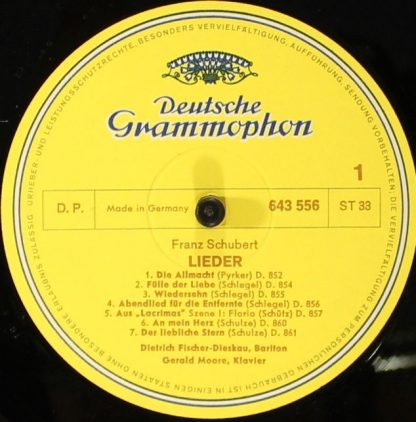 URHEBER- UND LEISTUNGSSCHUTZRECHTE, BESONDERS VERVIELFÄLTIGUNG, AUFFÜHRUNG, SENDUNG VORBEHALTEN; DIE VERVIELFÄLTIGUNG ZUM PERSÖNLICHEN GEBRAUCH IST IN EINIGEN STAATEN OHNE BESONDERE ERLAUBNIS ZULÄSSIG
Deutsche
Grammophon
1
D. P. Made in Germany 643 556 ST 33
Franz Schubert
LIEDER
1. Die Allmacht (Pyrker) D. 852
2. Fülle der Liebe (Schlegel) D. 854
3. Wiedersehn (Schlegel) D. 855
4. Abendlied für die Entfernte (Schlegel) D. 856
5. Aus „Lacrimas" Szene I: Florio (Schütz) D. 857
6. An mein Herz (Schulze) D. 860
7. Der liebliche Stern (Schulze) D. 861
Dietrich Fischer-Dieskau, Bariton
Gerald Moore, Klavier